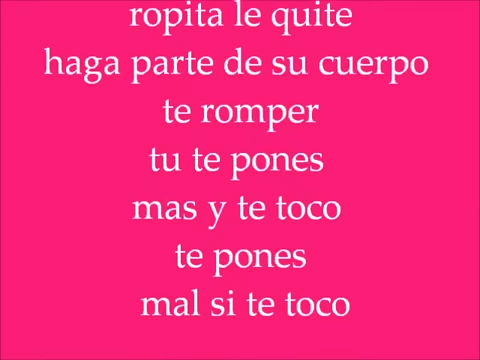 ropita le quite
haga parte de su cuerpo
te romper
tu te pones
mas y te toco
te pones
mal si te toco